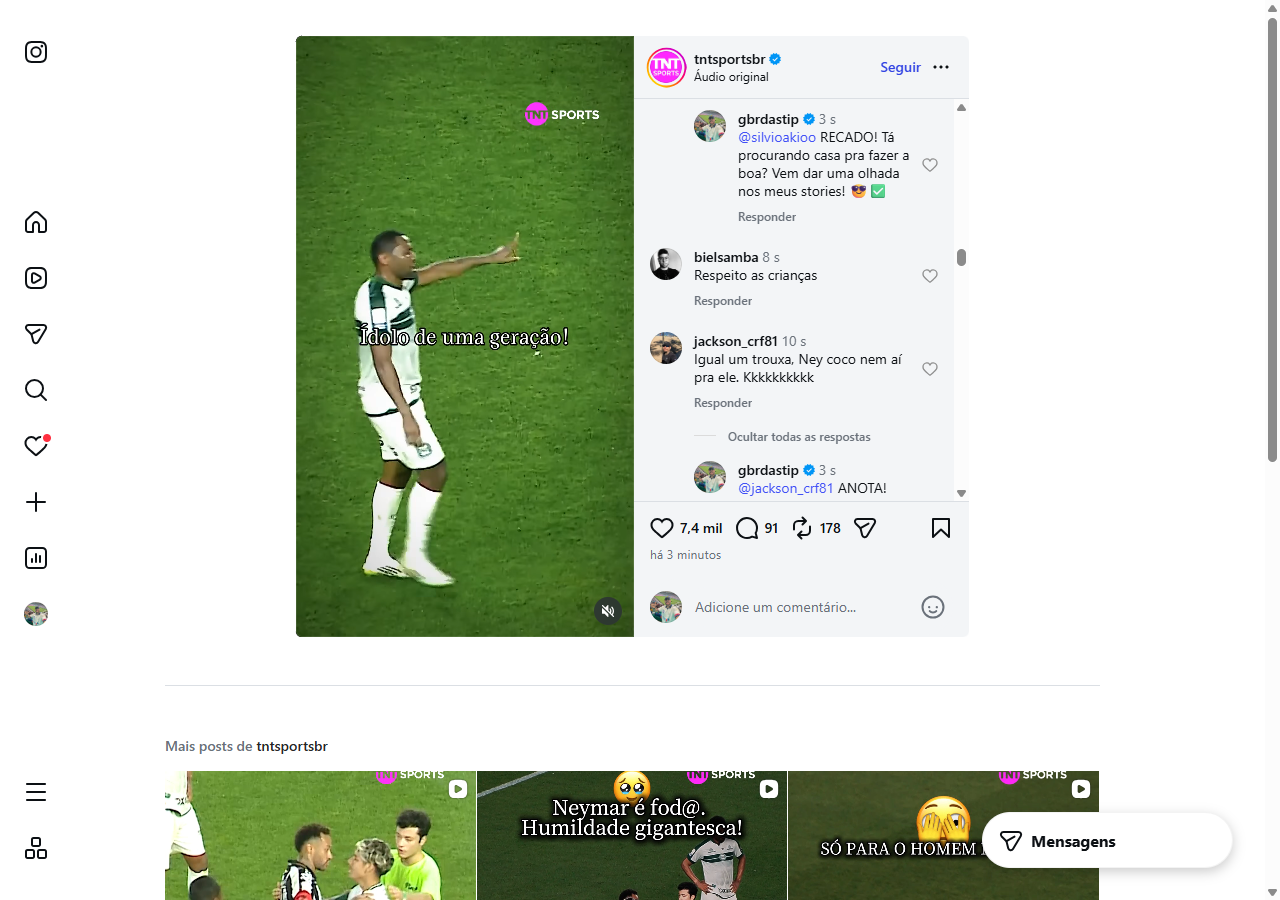 TNT SPORTS
Ídolo de uma geração!
TNT
SPORTS
tntsportsbr
Áudio original
Seguir
gbrdastip 3 s
@silvioakioo RECADO! Tá
procurando casa pra fazer a
boa? Vem dar uma olhada
nos meus stories! 😎 ✅
Responder
bielsamba 8 s
Respeito as crianças
Responder
jackson_crf81 10 s
Igual um trouxa, Ney coco nem aí
pra ele. Kkkkkkkkkk
Responder
Ocultar todas as respostas
gbrdastip 3 s
@jackson_crf81 ANOTA!
7,4 mil 91 178
há 3 minutos
Adicione um comentário...
Mais posts de tntsportsbr
TNT SPORTS
TNT SPORTS
Neymar é fod@.
Humildade gigantesca!
TNT SPORTS
SÓ PARA O HOMEM
Mensagens